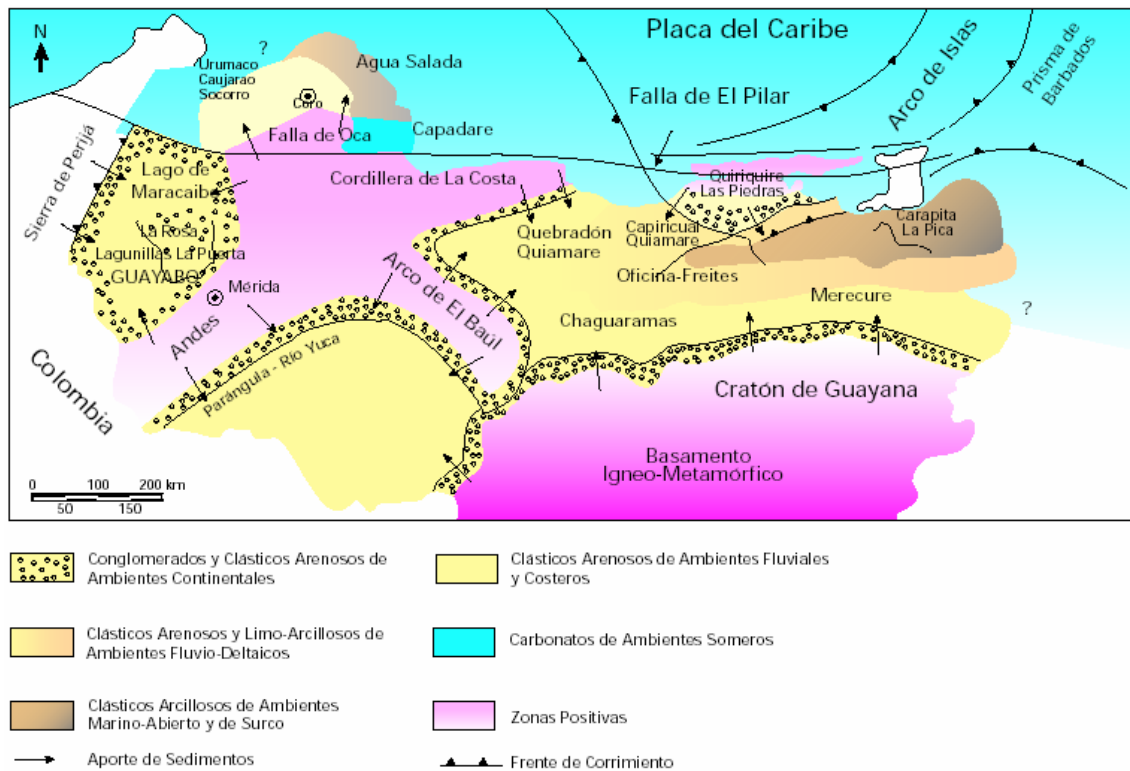 N
?
Urumaco
Caujarao
Socorro
Coro
Agua Salada
Placa del Caribe
Falla de El Pilar
Arco de Islas
Prisma de
Barbados
Falla de Oca
Capadare
Sierra de Perijá
Lago de
Maracaibo
Cordillera de La Costa
Quiriquire
Las Piedras
La Rosa
Lagunillas La Puerta
GUAYABO
Quebradón
Quiamare
Capiricual
Quiamare
Carapita
La Pica
Oficina-Freites
Mérida
Andes
Arco de El Baúl
Merecure
?
Chaguaramas
Colombia
Parángula - Río Yuca
Cratón de Guayana
Basamento
Igneo-Metamórfico
0 100 200 km
50 150
Conglomerados y Clásticos Arenosos de
Ambientes Continentales
Clásticos Arenosos de Ambientes Fluviales
y Costeros
Clásticos Arenosos y Limo-Arcillosos de
Ambientes Fluvio-Deltaicos
Carbonatos de Ambientes Someros
Clásticos Arcillosos de Ambientes
Marino-Abierto y de Surco
Zonas Positivas
Aporte de Sedimentos
Frente de Corrimiento